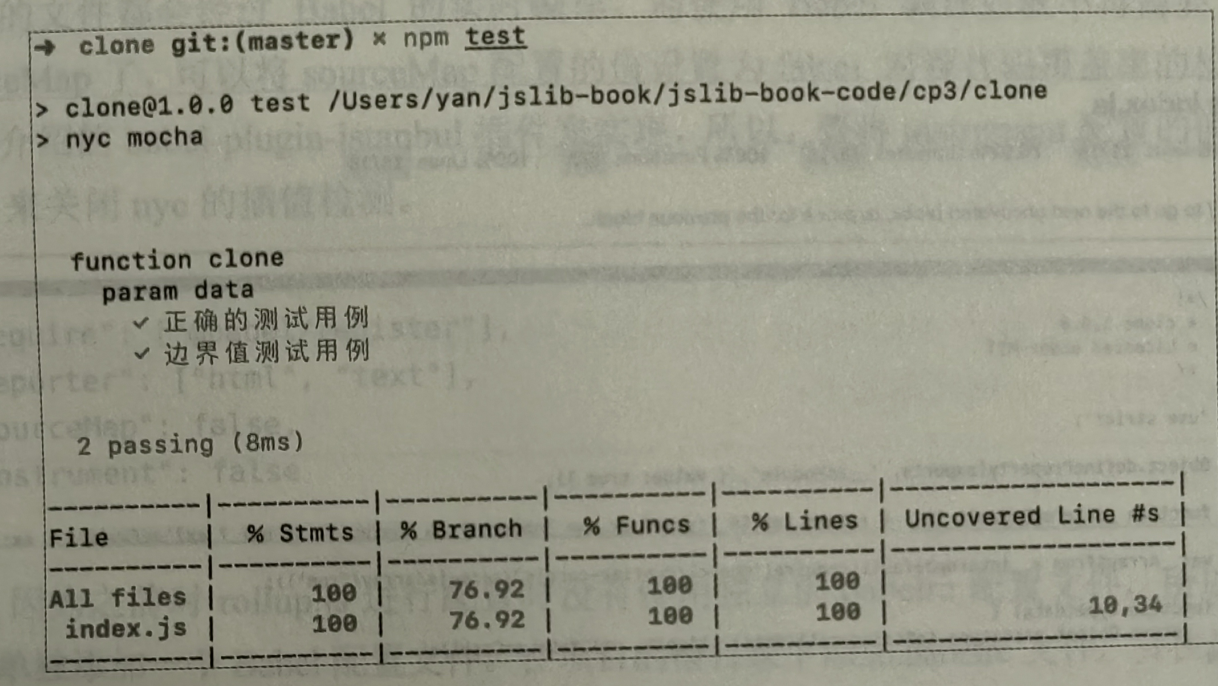 ➜ clone git:(master) × npm test
> clone@1.0.0 test /Users/yan/jslib-book/jslib-book-code/cp3/clone
> nyc mocha
function clone
param data
✓ 正确的测试用例
✓ 边界值测试用例
2 passing (8ms)
----------|----------|----------|----------|----------|-------------------|
File | % Stmts | % Branch | % Funcs | % Lines | Uncovered Line #s |
----------|----------|----------|----------|----------|-------------------|
All files | 100 | 76.92 | 100 | 100 | |
index.js | 100 | 76.92 | 100 | 100 | 10,34 |
----------|----------|----------|----------|----------|-------------------|